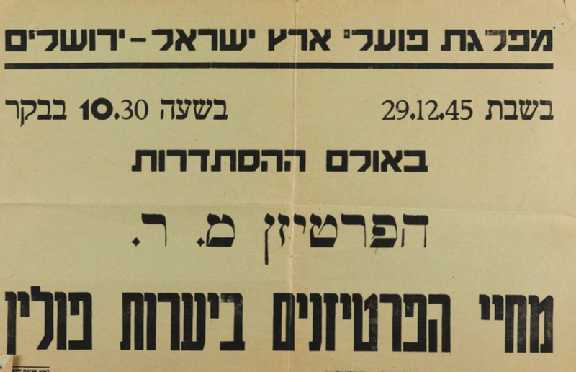 מפלגת פועלי ארץ ישראל - ירושלים
בשבת 29.12.45 בשעה 10.30 בבקר
באולם ההסתדרות
הפרטיזן מ. ר.
מחיי הפרטיזנים ביערות פולין